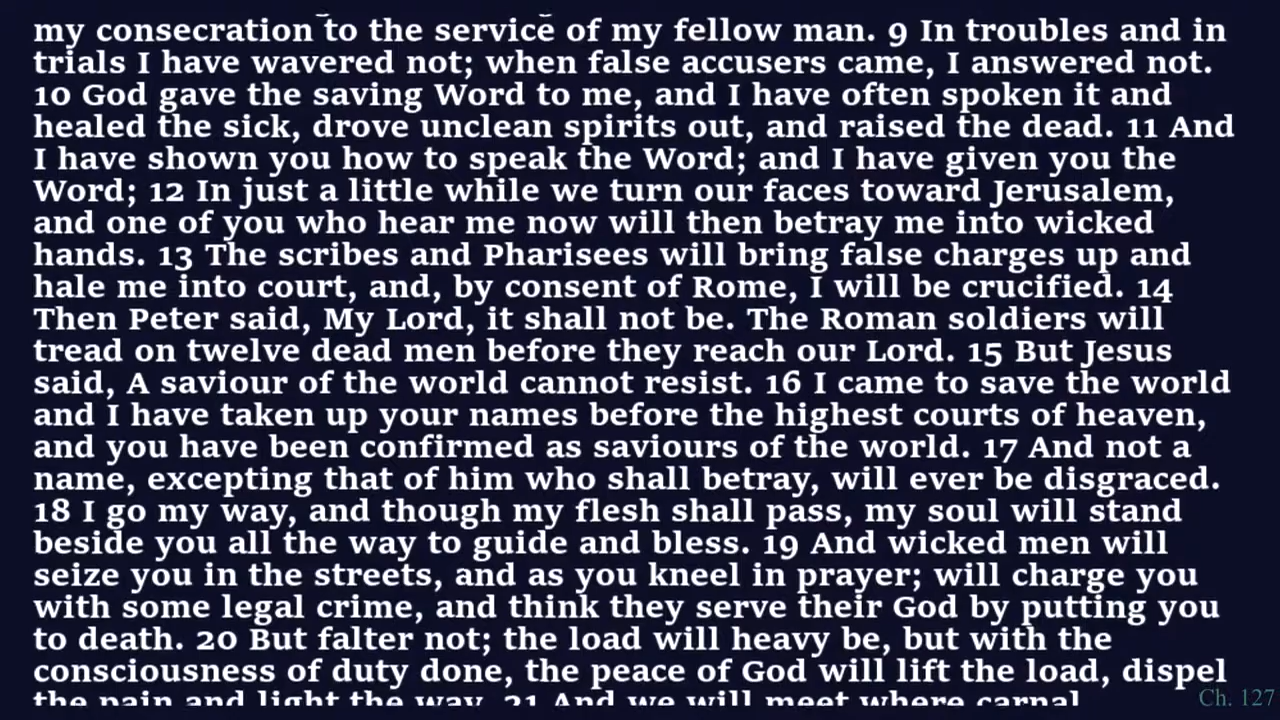 my consecration to the service of my fellow man. 9 In troubles and in
trials I have wavered not; when false accusers came, I answered not.
10 God gave the saving Word to me, and I have often spoken it and
healed the sick, drove unclean spirits out, and raised the dead. 11 And
I have shown you how to speak the Word; and I have given you the
Word; 12 In just a little while we turn our faces toward Jerusalem,
and one of you who hear me now will then betray me into wicked
hands. 13 The scribes and Pharisees will bring false charges up and
hale me into court, and, by consent of Rome, I will be crucified. 14
Then Peter said, My Lord, it shall not be. The Roman soldiers will
tread on twelve dead men before they reach our Lord. 15 But Jesus
said, A saviour of the world cannot resist. 16 I came to save the world
and I have taken up your names before the highest courts of heaven,
and you have been confirmed as saviours of the world. 17 And not a
name, excepting that of him who shall betray, will ever be disgraced.
18 I go my way, and though my flesh shall pass, my soul will stand
beside you all the way to guide and bless. 19 And wicked men will
seize you in the streets, and as you kneel in prayer; will charge you
with some legal crime, and think they serve their God by putting you
to death. 20 But falter not; the load will heavy be, but with the
consciousness of duty done, the peace of God will lift the load, dispel
the pain and light the way. 21 And we will meet where carnal
Ch. 127